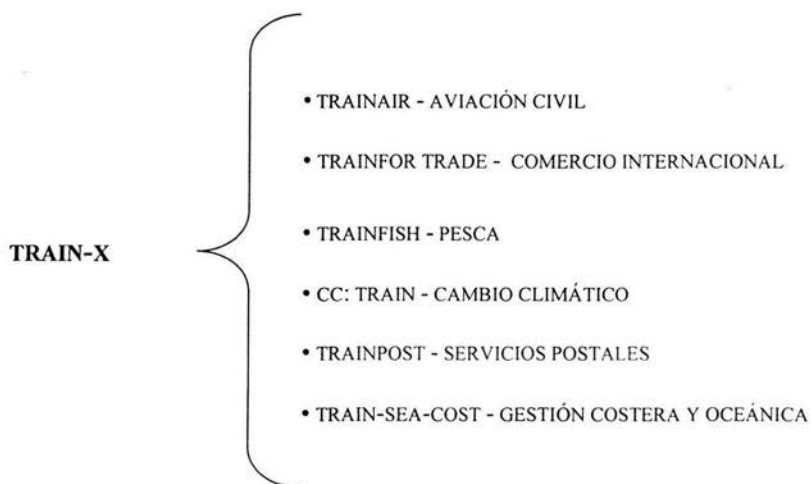 • TRAINAIR - AVIACIÓN CIVIL
• TRAINFOR TRADE - COMERCIO INTERNACIONAL
• TRAINFISH - PESCA
TRAIN-X
• CC: TRAIN - CAMBIO CLIMÁTICO
• TRAINPOST - SERVICIOS POSTALES
• TRAIN-SEA-COST - GESTIÓN COSTERA Y OCEÁNICA